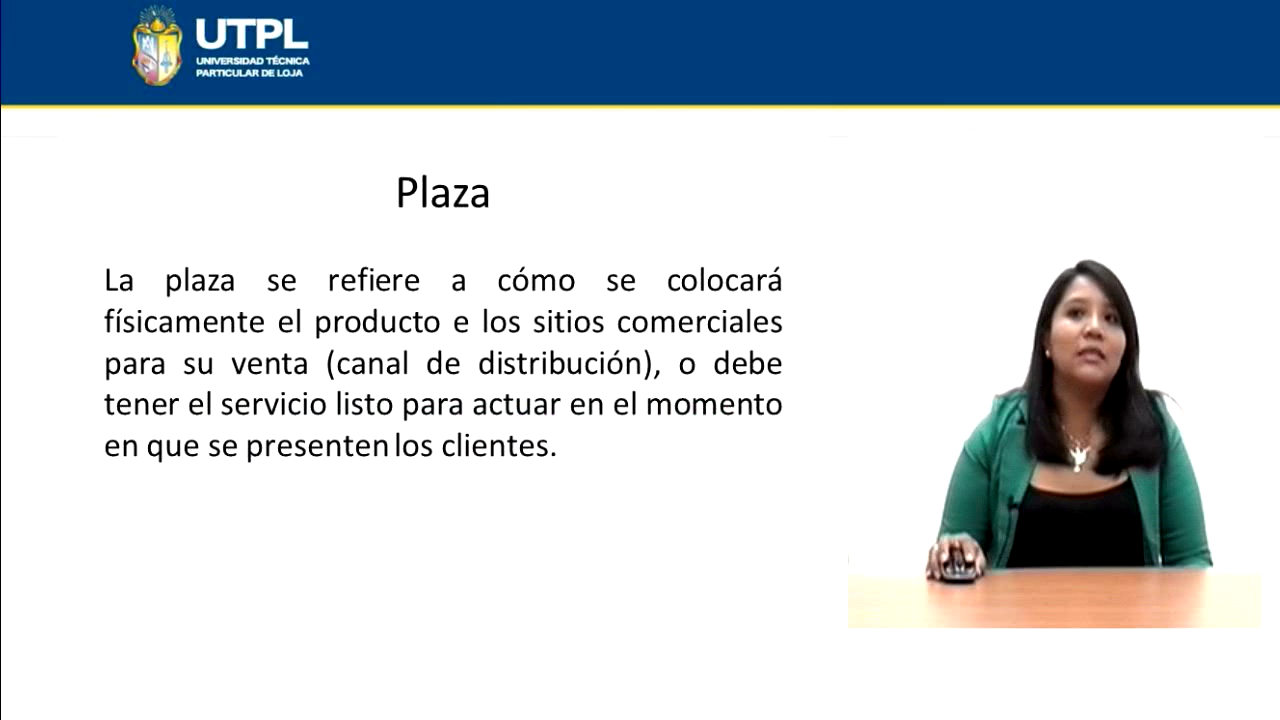 UTPL
UNIVERSIDAD TÉCNICA
PARTICULAR DE LOJA
Plaza
La plaza se refiere a cómo se colocará
físicamente el producto e los sitios comerciales
para su venta (canal de distribución), o debe
tener el servicio listo para actuar en el momento
en que se presenten los clientes.